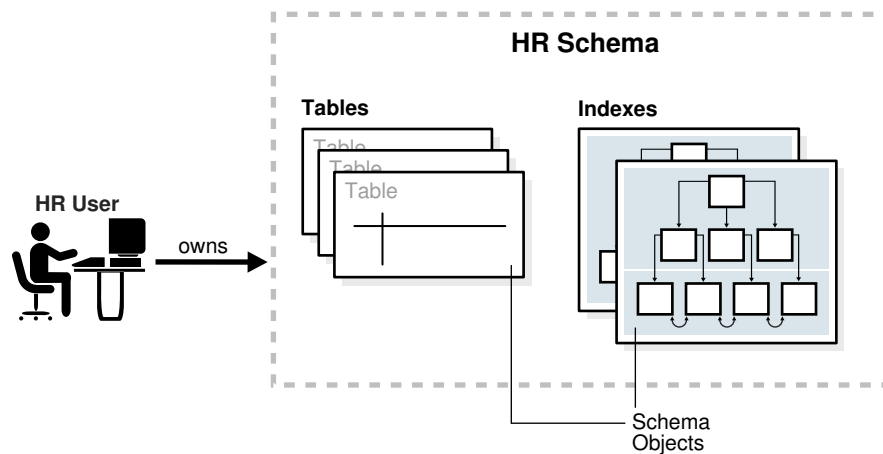 HR Schema
Tables
Indexes
Table
Table
Table
HR User
owns
Schema
Objects